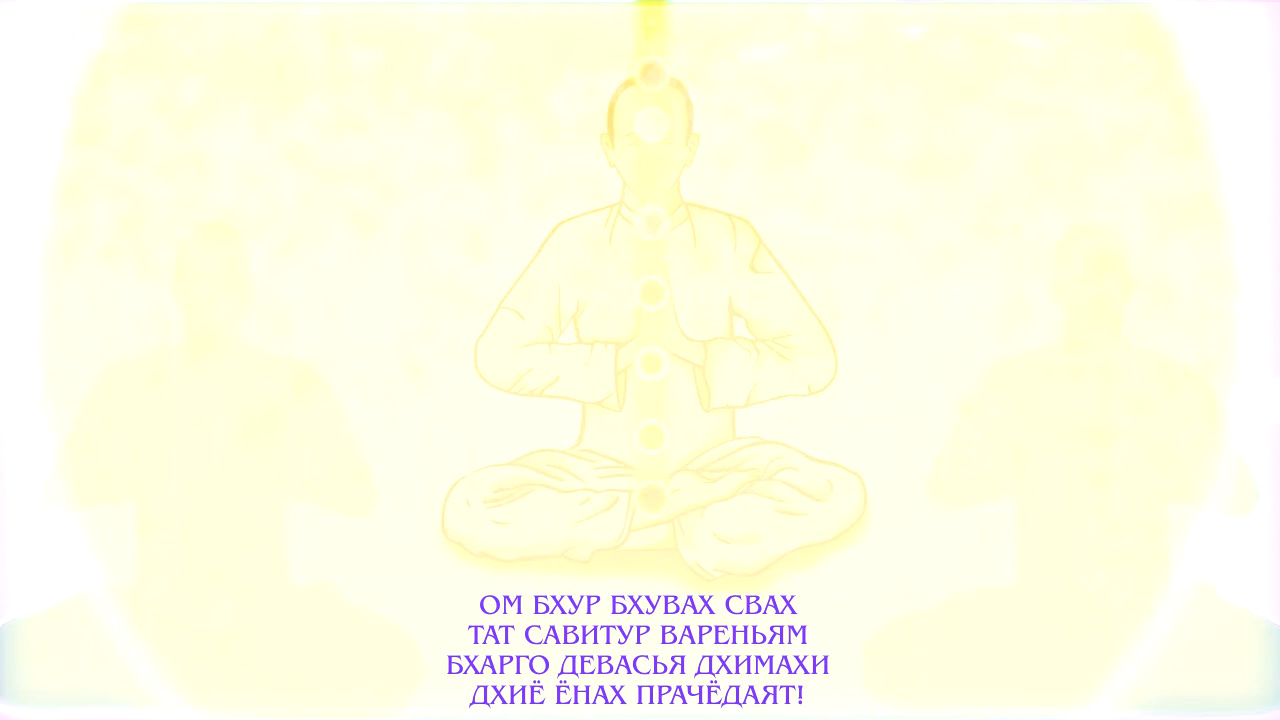 ОМ БХУР БХУВАХ СВАХ
ТАТ САВИТУР ВАРЕНЬЯМ
БХАРГО ДЕВАСЬЯ ДХИМАХИ
ДХИЁ ЁНАХ ПРАЧЁДАЯТ!